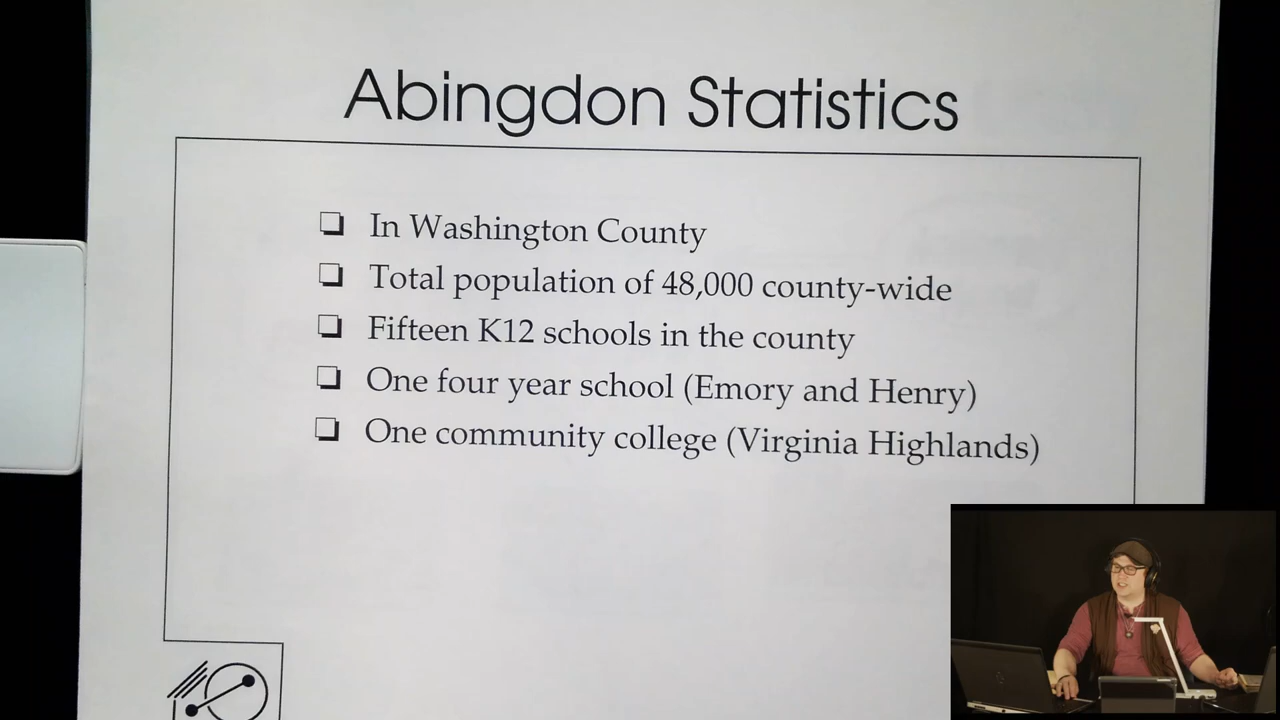 Abingdon Statistics
In Washington County
Total population of 48,000 county-wide
Fifteen K12 schools in the county
One four year school (Emory and Henry)
One community college (Virginia Highlands)